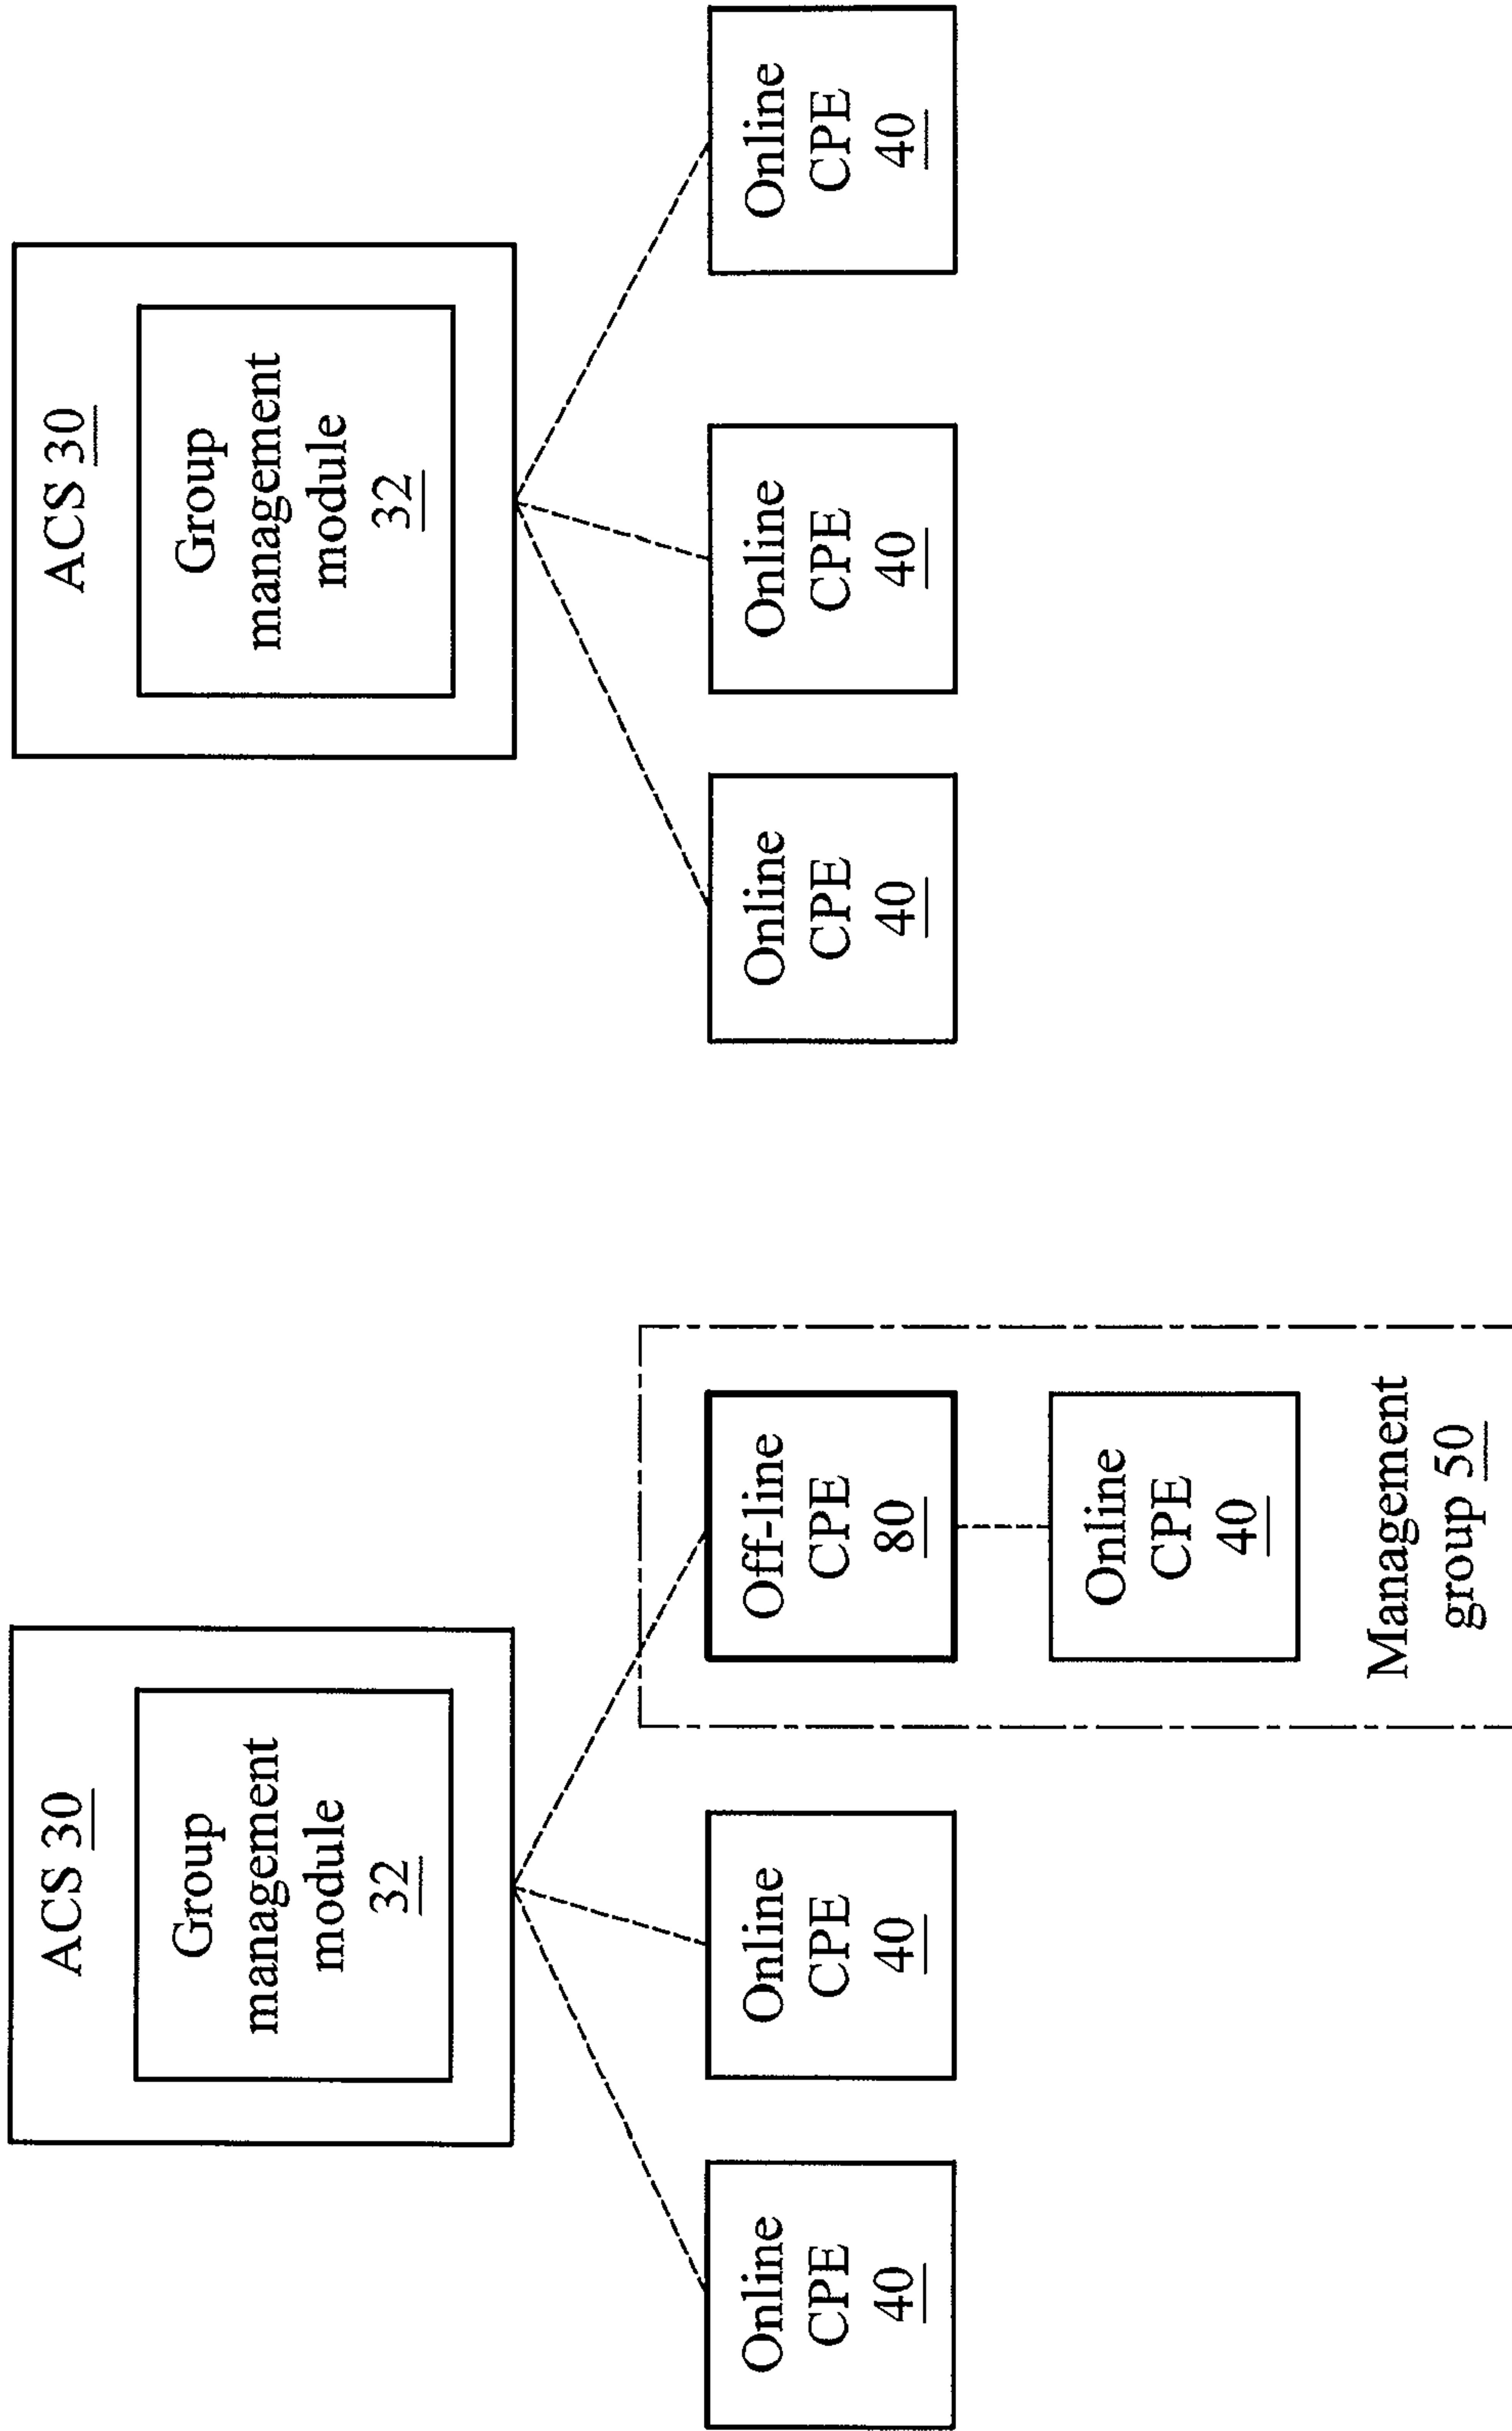 ACS 30
Group
management
module
32
Online
CPE
40
Online
CPE
40
Off-line
CPE
80
Online
CPE
40
Management
group 50
ACS 30
Group
management
module
32
Online
CPE
40
Online
CPE
40
Online
CPE
40